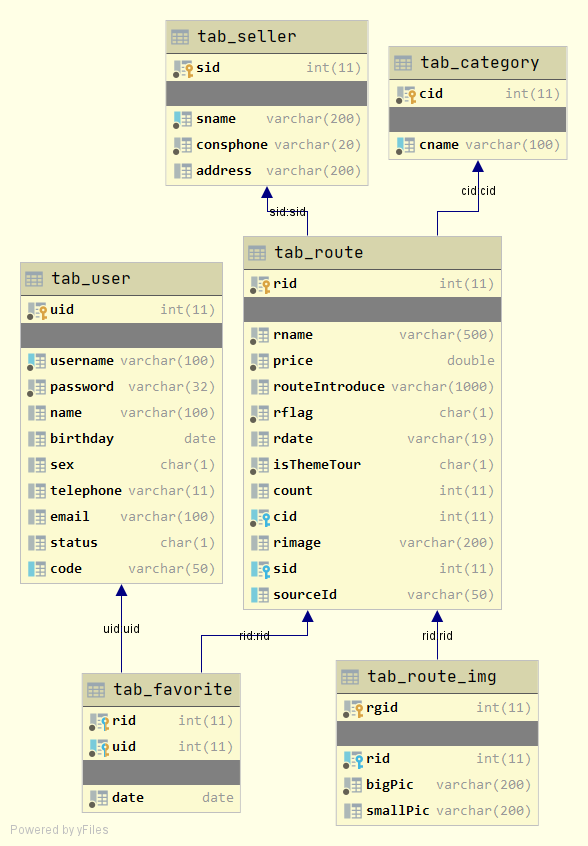 tab_seller
sid int(11)
sname varchar(200)
consphone varchar(20)
address varchar(200)
tab_category
cid int(11)
cname varchar(100)
sid:sid
cid:cid
tab_route
rid int(11)
rname varchar(500)
price double
routeIntroduce varchar(1000)
rflag char(1)
rdate varchar(19)
isThemeTour char(1)
count int(11)
cid int(11)
rimage varchar(200)
sid int(11)
sourceId varchar(50)
tab_user
uid int(11)
username varchar(100)
password varchar(32)
name varchar(100)
birthday date
sex char(1)
telephone varchar(11)
email varchar(100)
status char(1)
code varchar(50)
uid:uid
rid:rid
rid:rid
tab_favorite
rid int(11)
uid int(11)
date date
tab_route_img
rgid int(11)
rid int(11)
bigPic varchar(200)
smallPic varchar(200)
Powered by yFiles